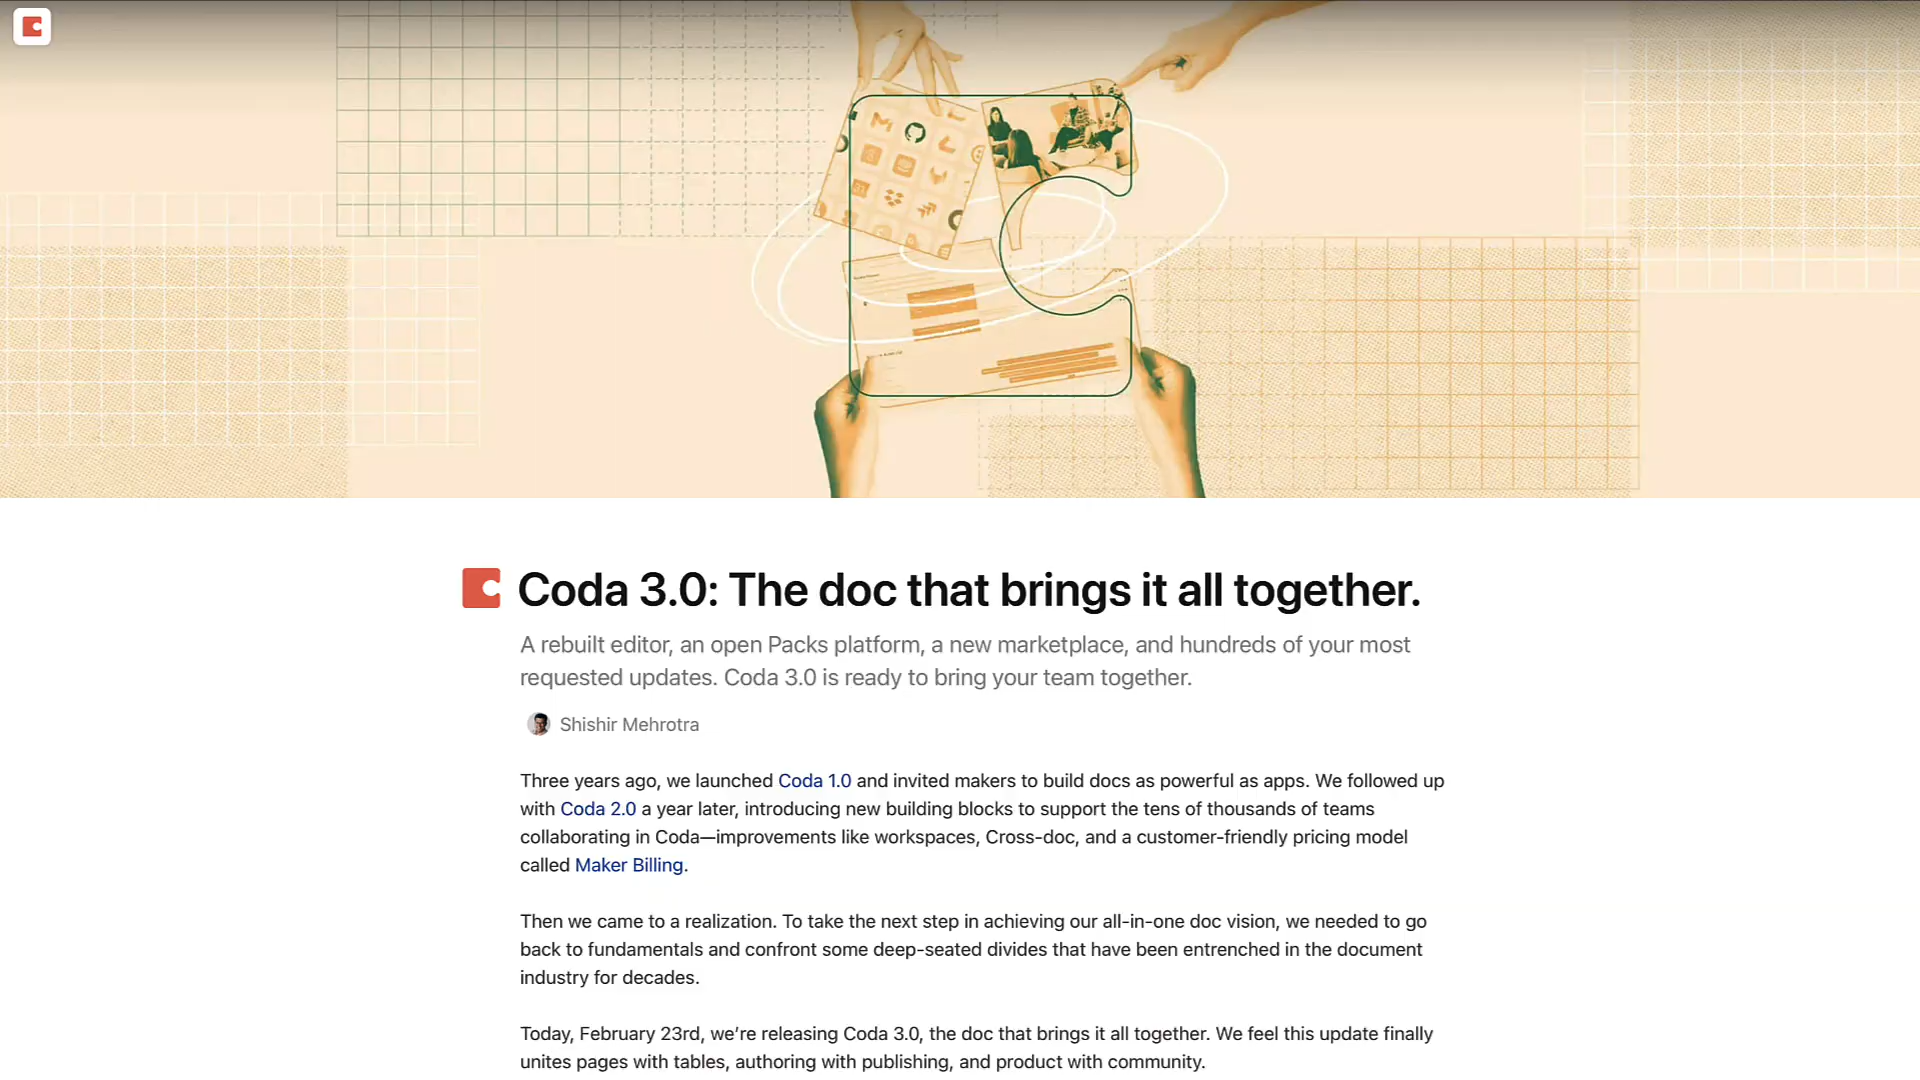 Coda 3.0: The doc that brings it all together.
A rebuilt editor, an open Packs platform, a new marketplace, and hundreds of your most
requested updates. Coda 3.0 is ready to bring your team together.
Shishir Mehrotra
Three years ago, we launched Coda 1.0 and invited makers to build docs as powerful as apps. We followed up
with Coda 2.0 a year later, introducing new building blocks to support the tens of thousands of teams
collaborating in Coda—improvements like workspaces, Cross-doc, and a customer-friendly pricing model
called Maker Billing.
Then we came to a realization. To take the next step in achieving our all-in-one doc vision, we needed to go
back to fundamentals and confront some deep-seated divides that have been entrenched in the document
industry for decades.
Today, February 23rd, we’re releasing Coda 3.0, the doc that brings it all together. We feel this update finally
unites pages with tables, authoring with publishing, and product with community.